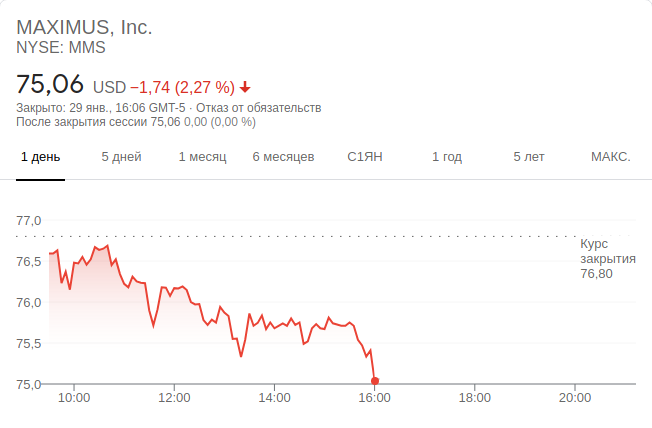 MAXIMUS, Inc.
NYSE: MMS
75,06 USD −1,74 (2,27 %)
Закрыто: 29 янв., 16:06 GMT-5 · Отказ от обязательств
После закрытия сессии 75,06 0,00 (0,00 %)
1 день 5 дней 1 месяц 6 месяцев С1ЯН 1 год 5 лет МАКС.
77,0
Курс
закрытия
76,80
76,5
76,0
75,5
75,0
10:00 12:00 14:00 16:00 18:00 20:00